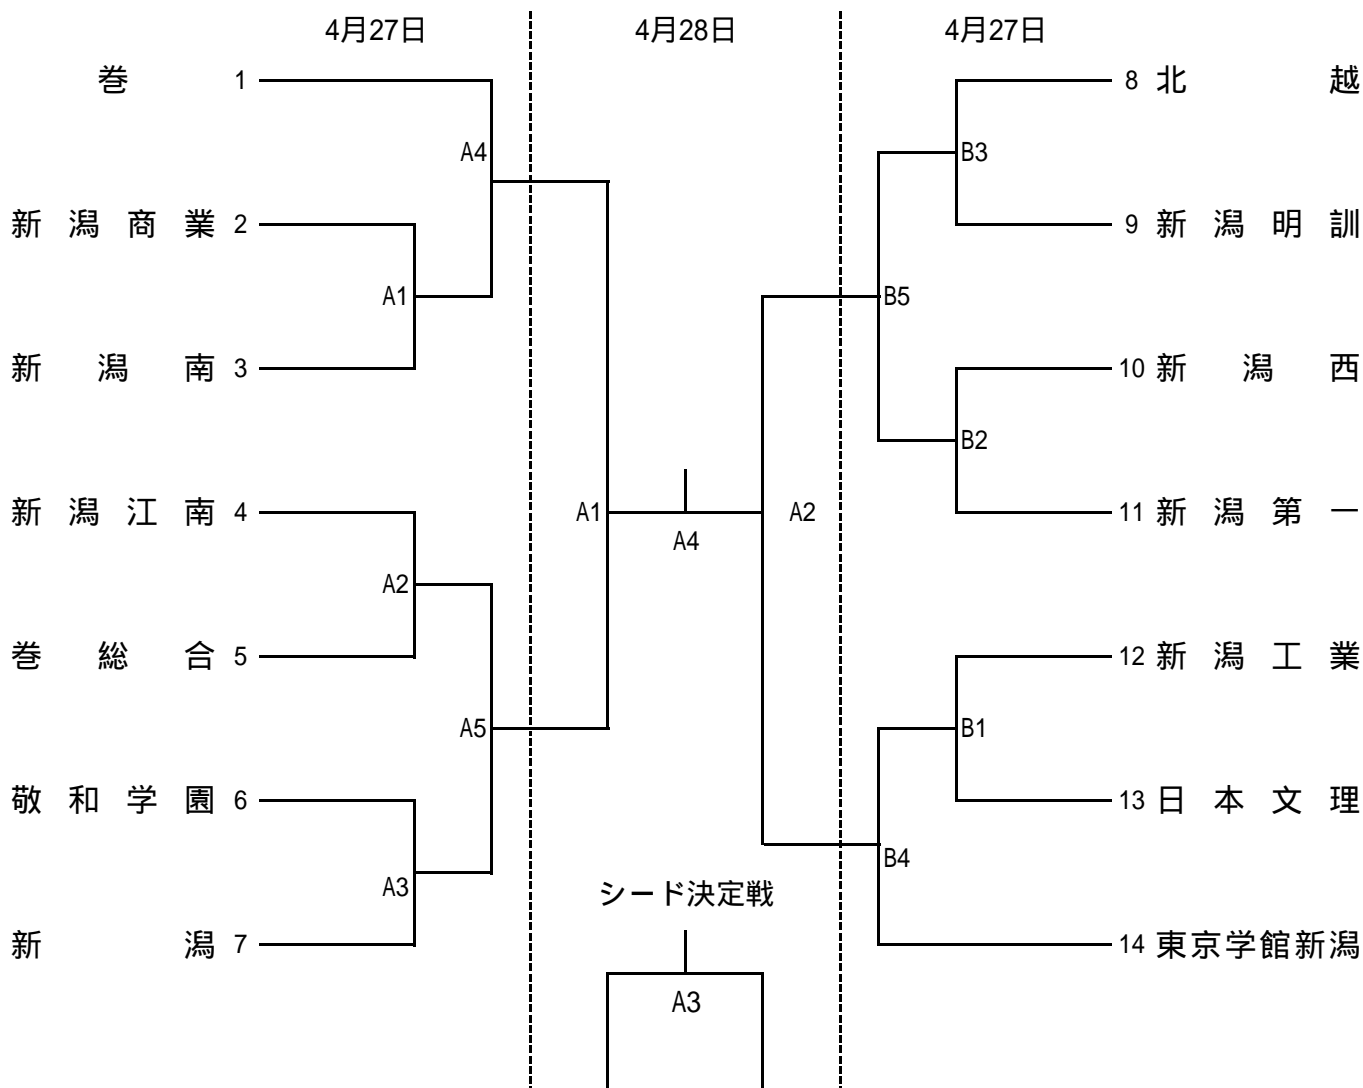 4月27日 4月28日 4月27日
巻 1 8 北越
A4 B3
新潟商業 2 9 新潟明訓
A1 B5
新潟南 3 10 新潟西
B2
新潟江南 4 A1 A2 11 新潟第一
A4
A2
巻総合 5 12 新潟工業
A5 B1
敬和学園 6 13 日本文理
B4
A3 シード決定戦
新潟 7 14 東京学館新潟
A3